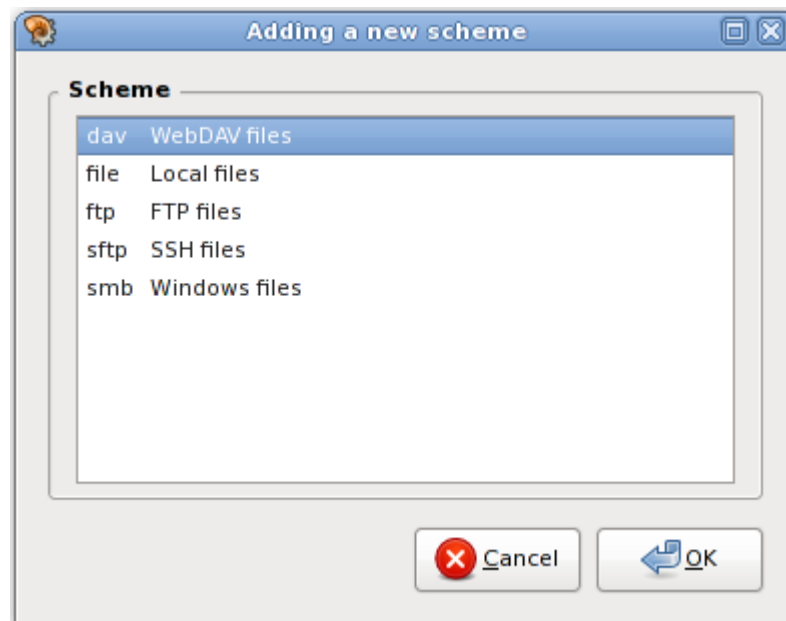 Adding a new scheme
Scheme
dav WebDAV files
file Local files
ftp FTP files
sftp SSH files
smb Windows files
Cancel OK